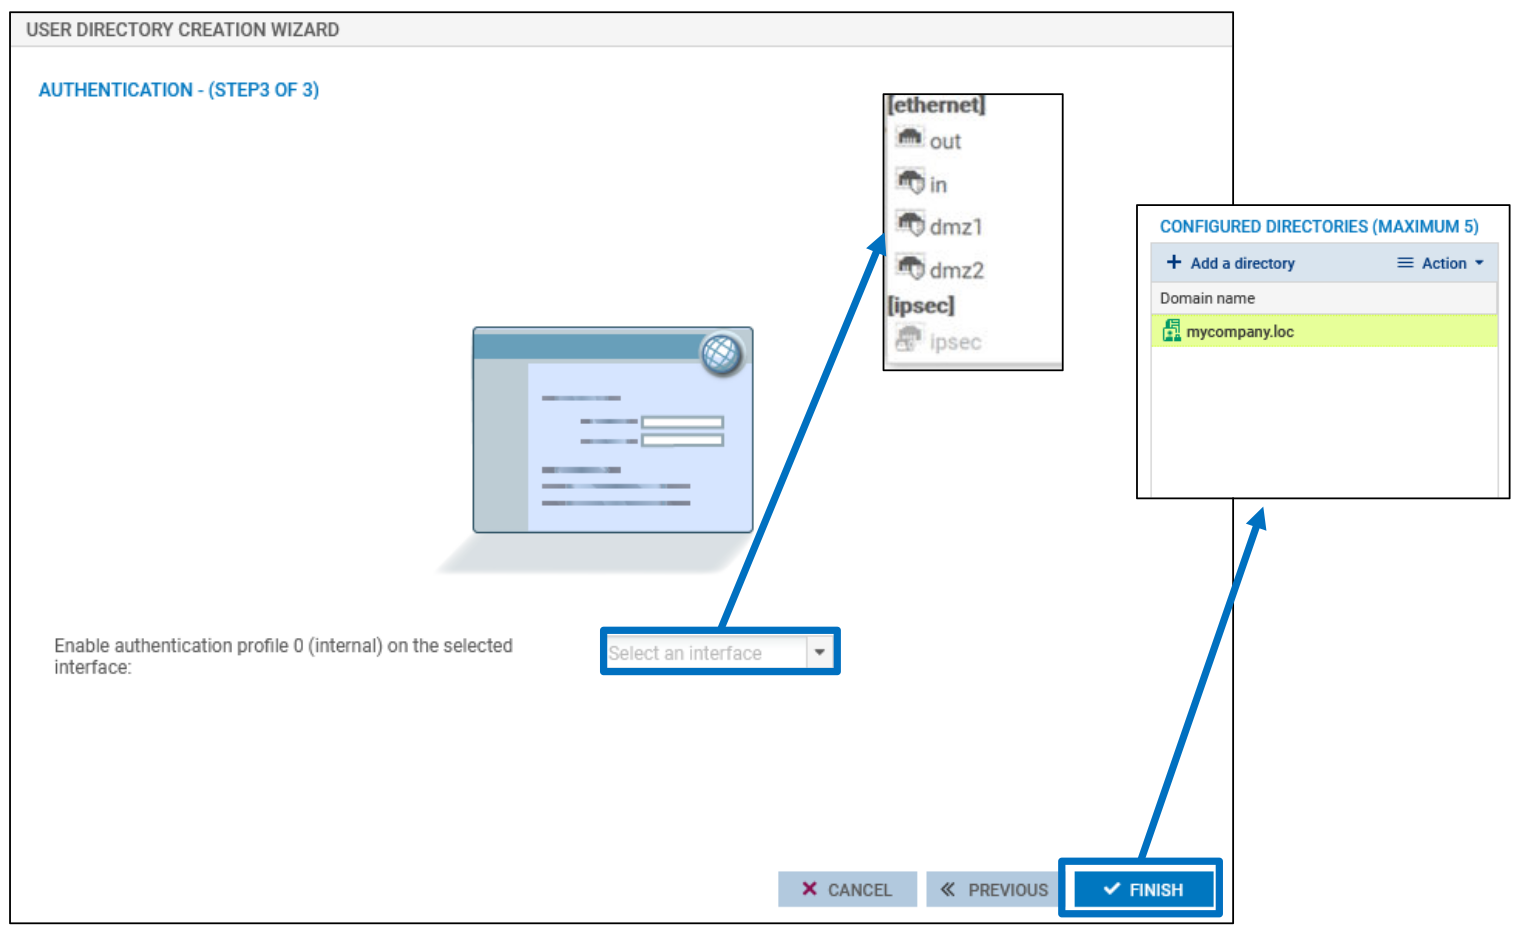 USER DIRECTORY CREATION WIZARD
AUTHENTICATION - (STEP3 OF 3)
[ethernet]
out
in
dmz1
dmz2
[ipsec]
ipsec
CONFIGURED DIRECTORIES (MAXIMUM 5)
+ Add a directory
Action
Domain name
mycompany.loc
Enable authentication profile 0 (internal) on the selected
interface:
Select an interface
CANCEL
PREVIOUS
FINISH